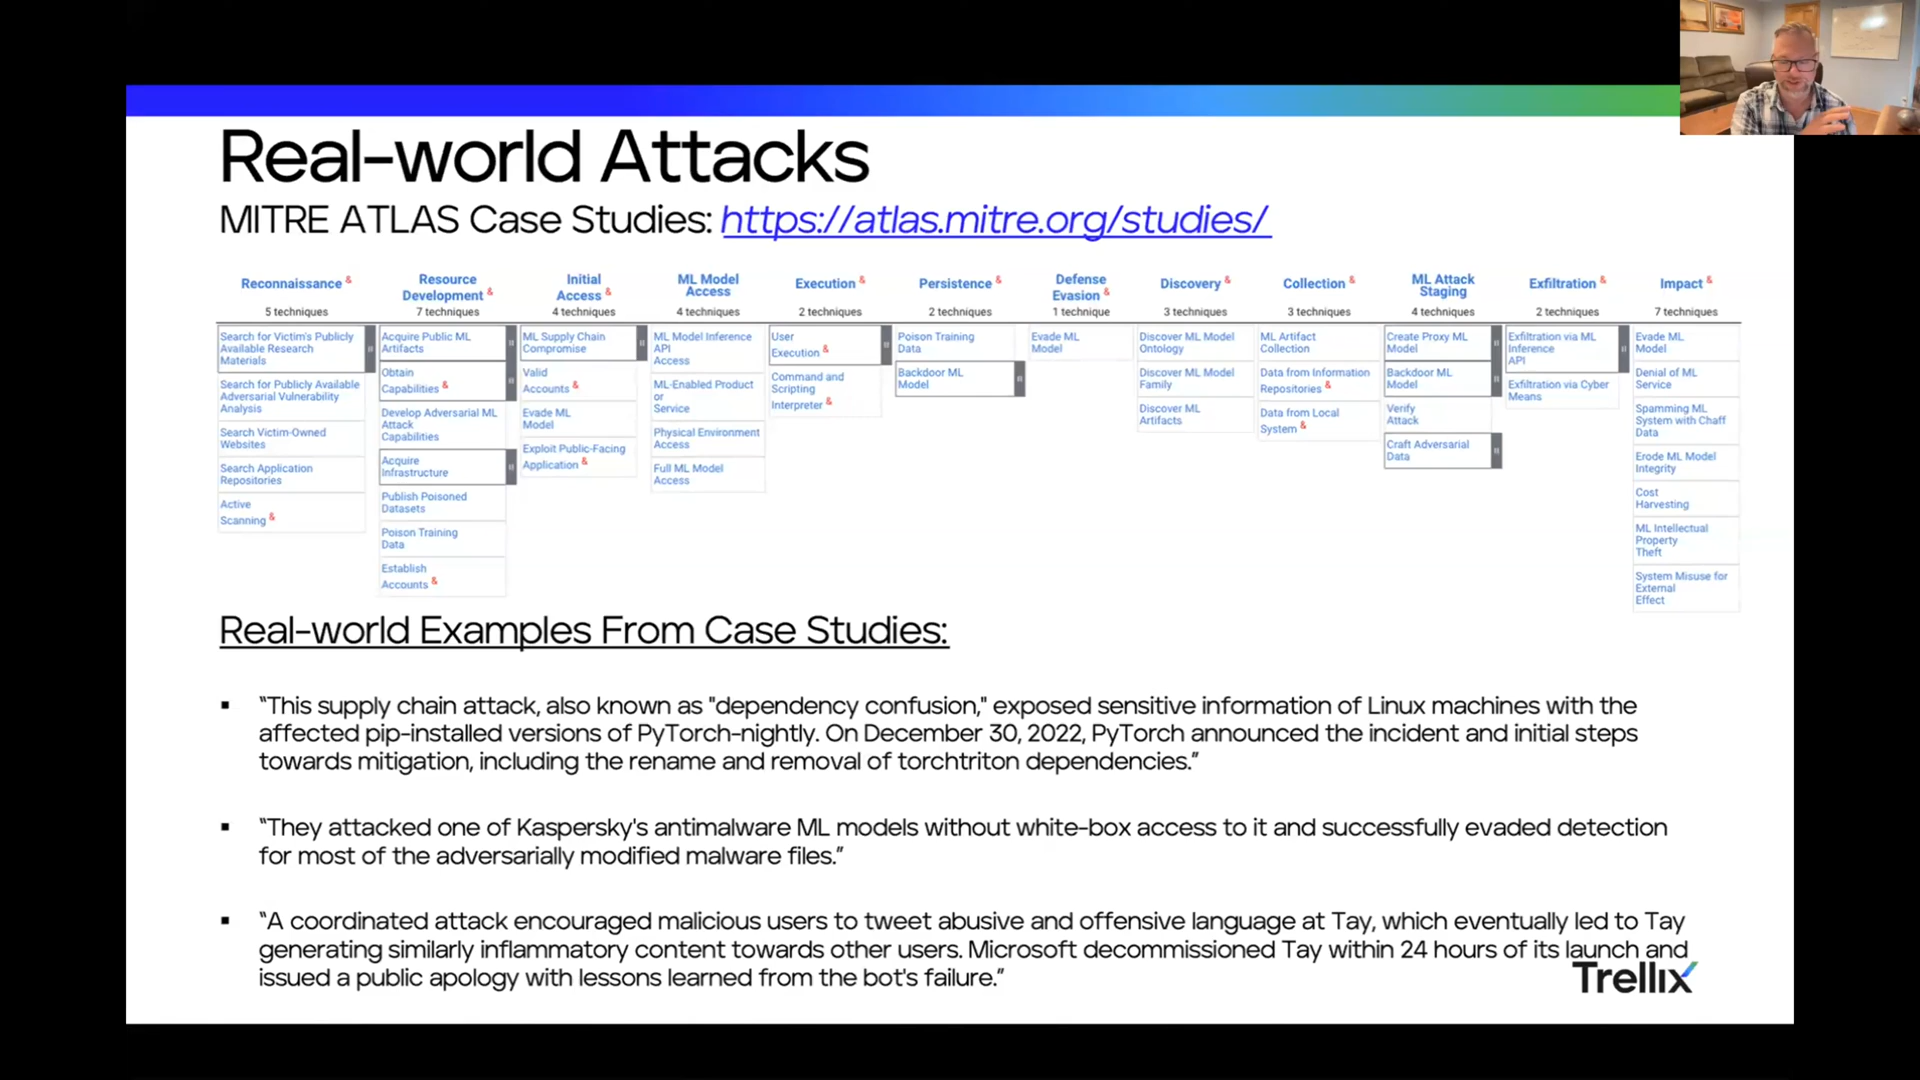 Real-world Attacks
MITRE ATLAS Case Studies: https://atlas.mitre.org/studies/
Reconnaissance &
5 techniques
Search for Victim's Publicly
Available Research
Materials
Search for Publicly Available
Adversarial Vulnerability
Analysis
Search Victim-Owned
Websites
Search Application
Repositories
Active
Scanning &
Resource
Development &
7 techniques
Acquire Public ML
Artifacts
Obtain
Capabilities &
Develop Adversarial ML
Attack
Capabilities
Acquire
Infrastructure
Publish Poisoned
Datasets
Poison Training
Data
Establish
Accounts &
Initial
Access &
4 techniques
ML Supply Chain
Compromise
Valid
Accounts &
Evade ML
Model
Exploit Public-Facing
Application &
ML Model
Access
4 techniques
ML Model Inference
API
Access
ML-Enabled Product
or
Service
Physical Environment
Access
Full ML Model
Access
Execution &
2 techniques
User
Execution &
Command and
Scripting
Interpreter &
Persistence &
2 techniques
Poison Training
Data
Backdoor ML
Model
Defense
Evasion &
1 technique
Evade ML
Model
Discovery &
3 techniques
Discover ML Model
Ontology
Discover ML Model
Family
Discover ML
Artifacts
Collection &
3 techniques
ML Artifact
Collection
Data from Information
Repositories &
Data from Local
System &
ML Attack
Staging
4 techniques
Create Proxy ML
Model
Backdoor ML
Model
Verify
Attack
Craft Adversarial
Data
Exfiltration &
2 techniques
Exfiltration via ML
Inference
API
Exfiltration via Cyber
Means
Impact &
7 techniques
Evade ML
Model
Denial of ML
Service
Spamming ML
System with Chaff
Data
Erode ML Model
Integrity
Cost
Harvesting
ML Intellectual
Property
Theft
System Misuse for
External
Effect
Real-world Examples From Case Studies:
▪ “This supply chain attack, also known as "dependency confusion," exposed sensitive information of Linux machines with the
affected pip-installed versions of PyTorch-nightly. On December 30, 2022, PyTorch announced the incident and initial steps
towards mitigation, including the rename and removal of torchtriton dependencies.”
▪ “They attacked one of Kaspersky's antimalware ML models without white-box access to it and successfully evaded detection
for most of the adversarially modified malware files.”
▪ “A coordinated attack encouraged malicious users to tweet abusive and offensive language at Tay, which eventually led to Tay
generating similarly inflammatory content towards other users. Microsoft decommissioned Tay within 24 hours of its launch and
issued a public apology with lessons learned from the bot's failure.”
Trellix